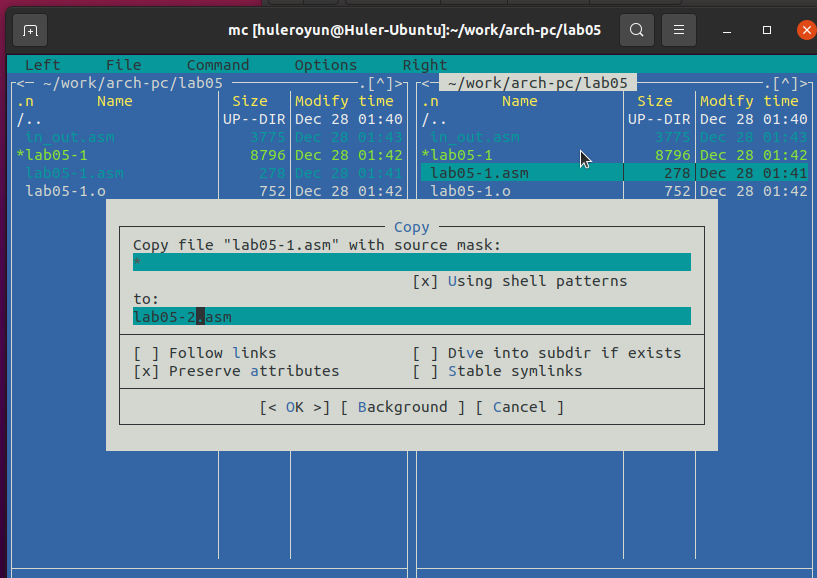 mc [huleroyun@Huler-Ubuntu]:~/work/arch-pc/lab05
Left File Command Options Right
<─ ~/work/arch-pc/lab05 .[^]>
.n Name Size Modify time
/.. UP--DIR Dec 28 01:40
in_out.asm 3775 Dec 28 01:43
*lab05-1 8796 Dec 28 01:42
lab05-1.asm 278 Dec 28 01:41
lab05-1.o 752 Dec 28 01:42
<─ ~/work/arch-pc/lab05 .[^]>
.n Name Size Modify time
/.. UP--DIR Dec 28 01:40
in_out.asm 3775 Dec 28 01:43
*lab05-1 8796 Dec 28 01:42
lab05-1.asm 278 Dec 28 01:41
lab05-1.o 752 Dec 28 01:42
Copy
Copy file "lab05-1.asm" with source mask:
*
[x] Using shell patterns
to:
lab05-2.asm
[ ] Follow links [ ] Dive into subdir if exists
[x] Preserve attributes [ ] Stable symlinks
[< OK >] [ Background ] [ Cancel ]